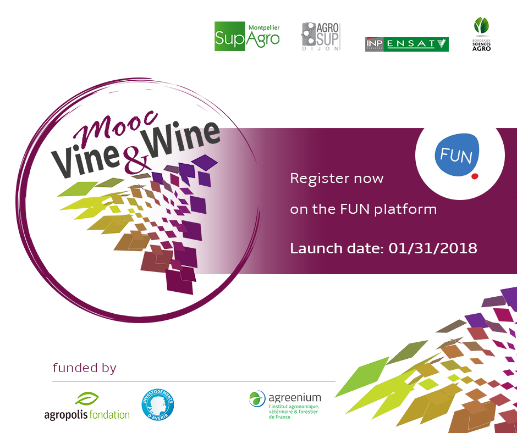 Montpellier
SupAgro
AGRO
SUP
DIJON
INP ENSAT
BORDEAUX
SCIENCES
AGRO
Mooc
Vine & Wine
FUN
Register now
on the FUN platform
Launch date: 01/31/2018
funded by
agropolis fondation
agreenium
l'institut agronomique,
vétérinaire & forestier
de France